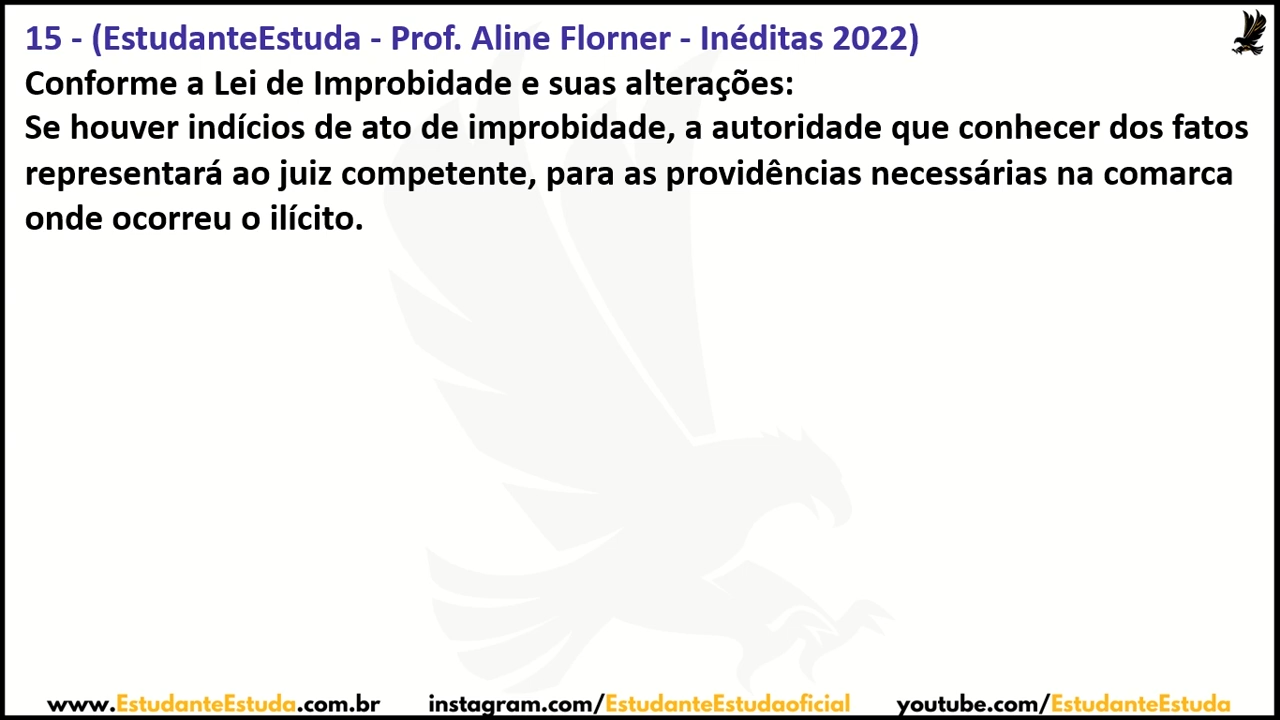 15 - (EstudanteEstuda - Prof. Aline Florner - Inéditas 2022)
Conforme a Lei de Improbidade e suas alterações:
Se houver indícios de ato de improbidade, a autoridade que conhecer dos fatos
representará ao juiz competente, para as providências necessárias na comarca
onde ocorreu o ilícito.
www.EstudanteEstuda.com.br instagram.com/EstudanteEstudaoficial youtube.com/EstudanteEstuda